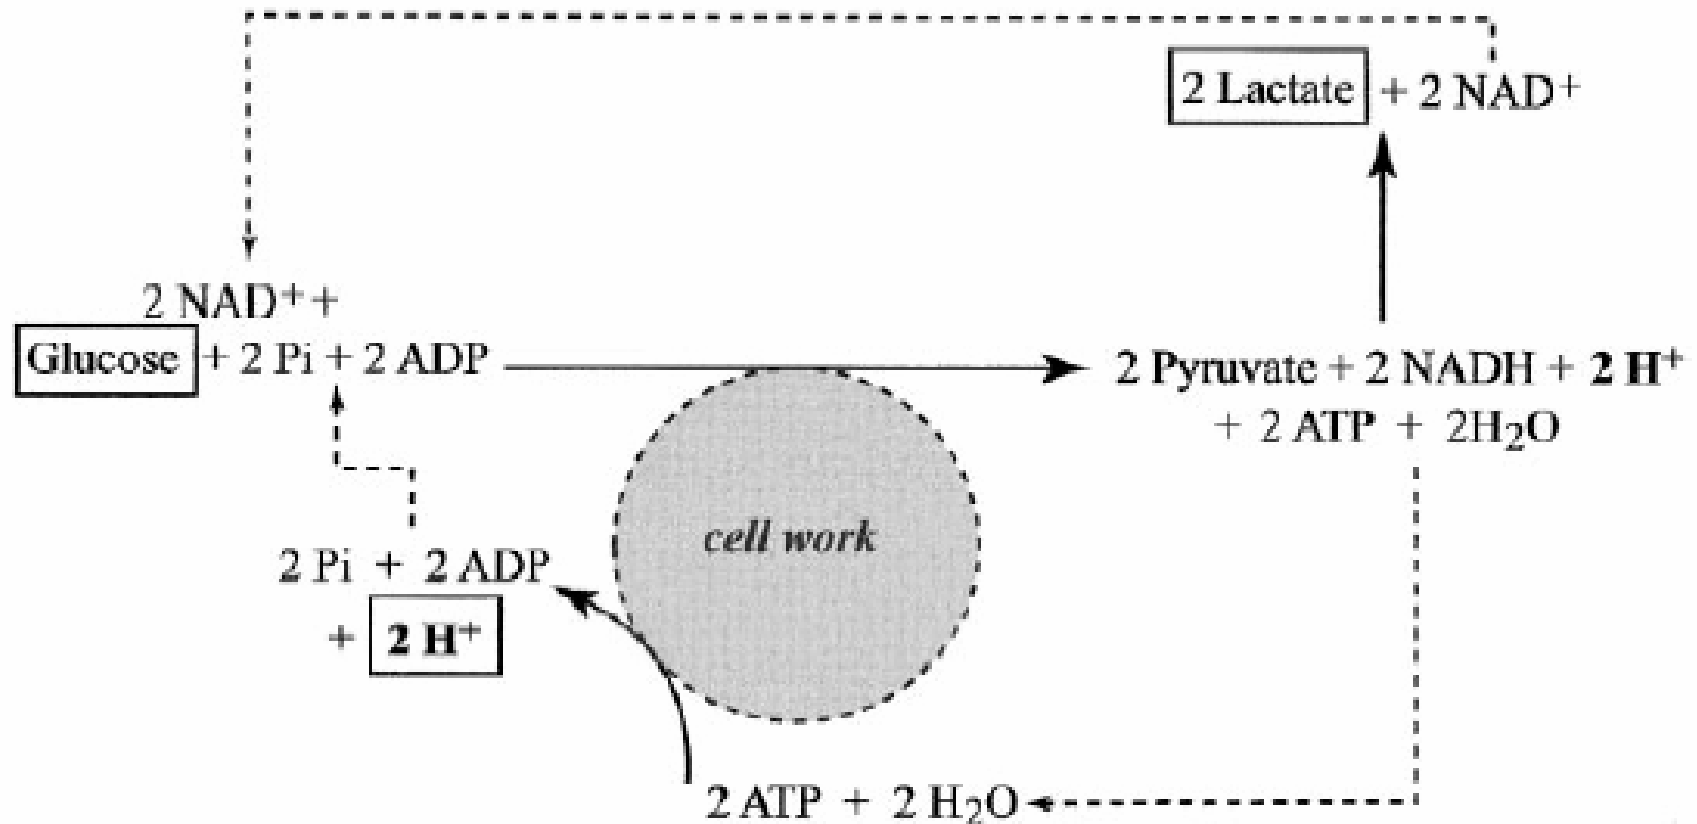 2 Lactate + 2 NAD⁺
2 NAD⁺ +
Glucose + 2 Pi + 2 ADP
2 Pyruvate + 2 NADH + 2 H⁺
+ 2 ATP + 2H₂O
cell work
2 Pi + 2 ADP
+ 2 H⁺
2 ATP + 2 H₂O